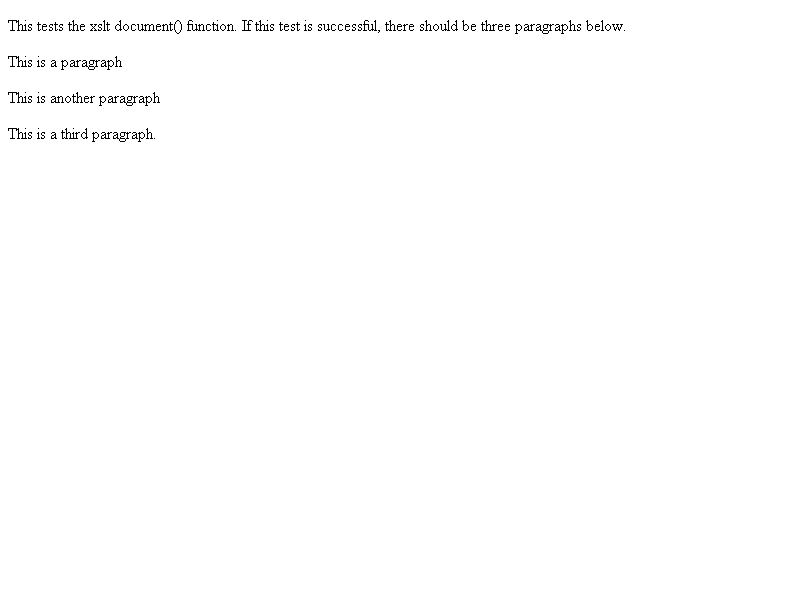 This tests the xslt document() function. If this test is successful, there should be three paragraphs below.
This is a paragraph
This is another paragraph
This is a third paragraph.